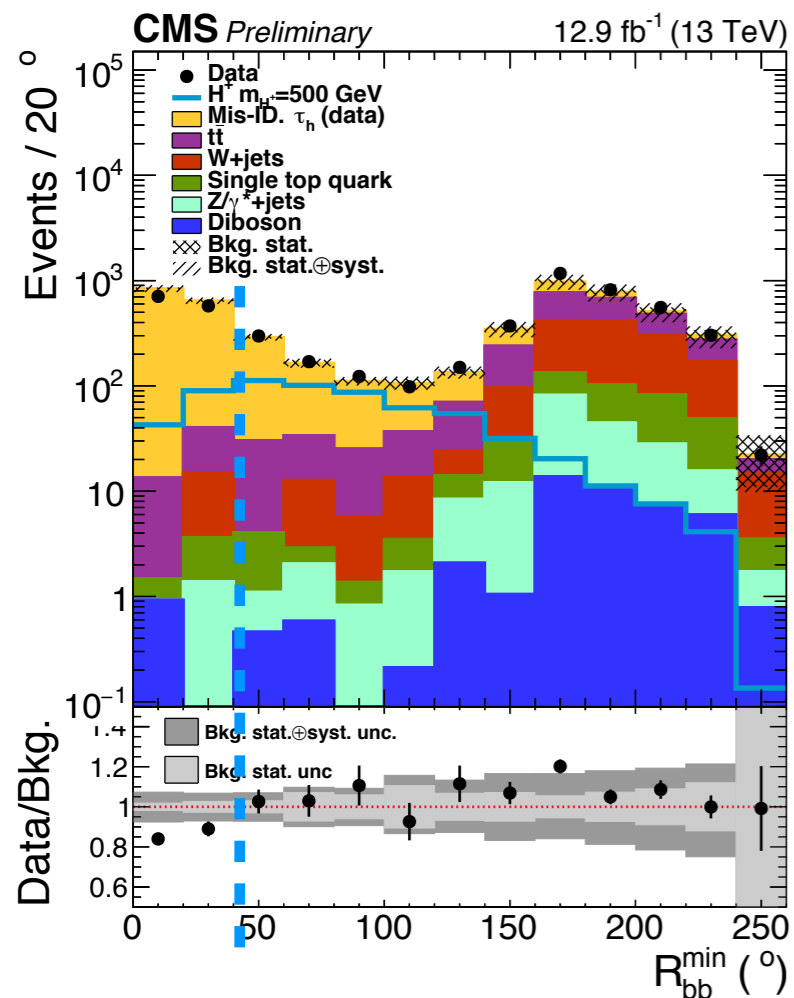 CMS Preliminary 12.9 fb⁻¹ (13 TeV)
Events / 20 °
10⁵
10⁴
10³
10²
10
1
10⁻¹
Data
H⁺ m_H⁺=500 GeV
Mis-ID. τ_h (data)
tt̄
W+jets
Single top quark
Z/γ*+jets
Diboson
Bkg. stat.
Bkg. stat.⊕syst.
Data/Bkg.
1.4
1.2
1
0.8
0.6
Bkg. stat.⊕syst. unc.
Bkg. stat. unc
0 50 100 150 200 250
R_bb^min (°)